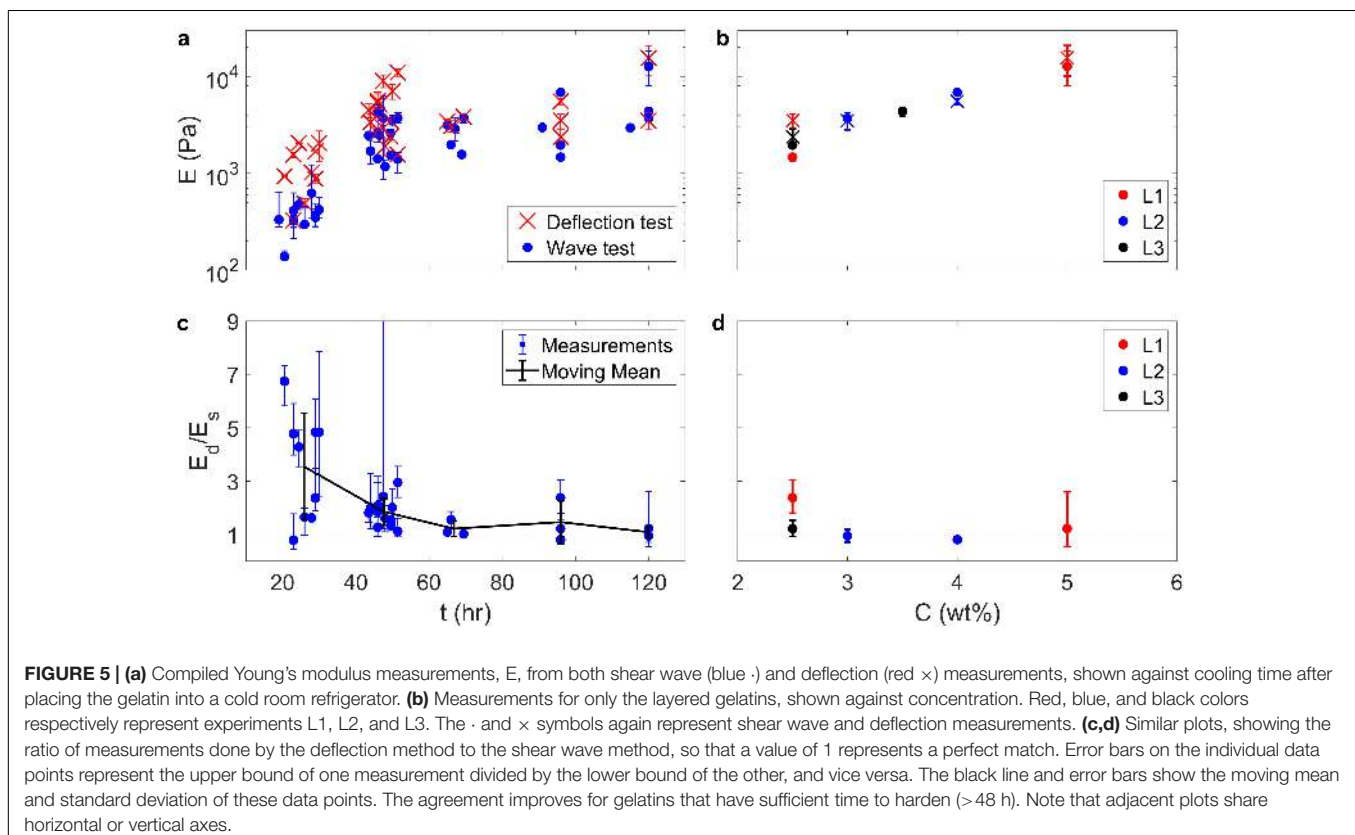 a
10^4
10^3
10^2
E (Pa)
× Deflection test
• Wave test
b
L1
L2
L3
c
9
7
5
3
1
E_d/E_s
Measurements
Moving Mean
20 40 60 80 100 120
t (hr)
d
L1
L2
L3
2 3 4 5 6
C (wt%)
FIGURE 5 | (a) Compiled Young's modulus measurements, E, from both shear wave (blue ·) and deflection (red ×) measurements, shown against cooling time after
placing the gelatin into a cold room refrigerator. (b) Measurements for only the layered gelatins, shown against concentration. Red, blue, and black colors
respectively represent experiments L1, L2, and L3. The · and × symbols again represent shear wave and deflection measurements. (c,d) Similar plots, showing the
ratio of measurements done by the deflection method to the shear wave method, so that a value of 1 represents a perfect match. Error bars on the individual data
points represent the upper bound of one measurement divided by the lower bound of the other, and vice versa. The black line and error bars show the moving mean
and standard deviation of these data points. The agreement improves for gelatins that have sufficient time to harden (>48 h). Note that adjacent plots share
horizontal or vertical axes.